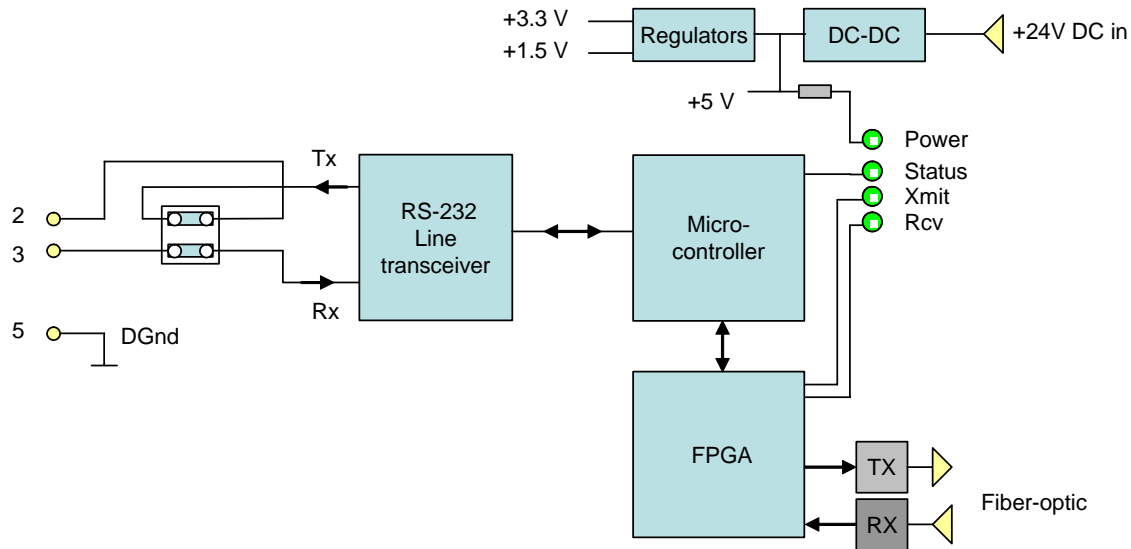 +3.3 V
+1.5 V
Regulators
DC-DC
+24V DC in
+5 V
Power
Status
Xmit
Rcv
Tx
RS-232
Line
transceiver
Micro-
controller
2
3
Rx
5
DGnd
FPGA
TX
RX
Fiber-optic